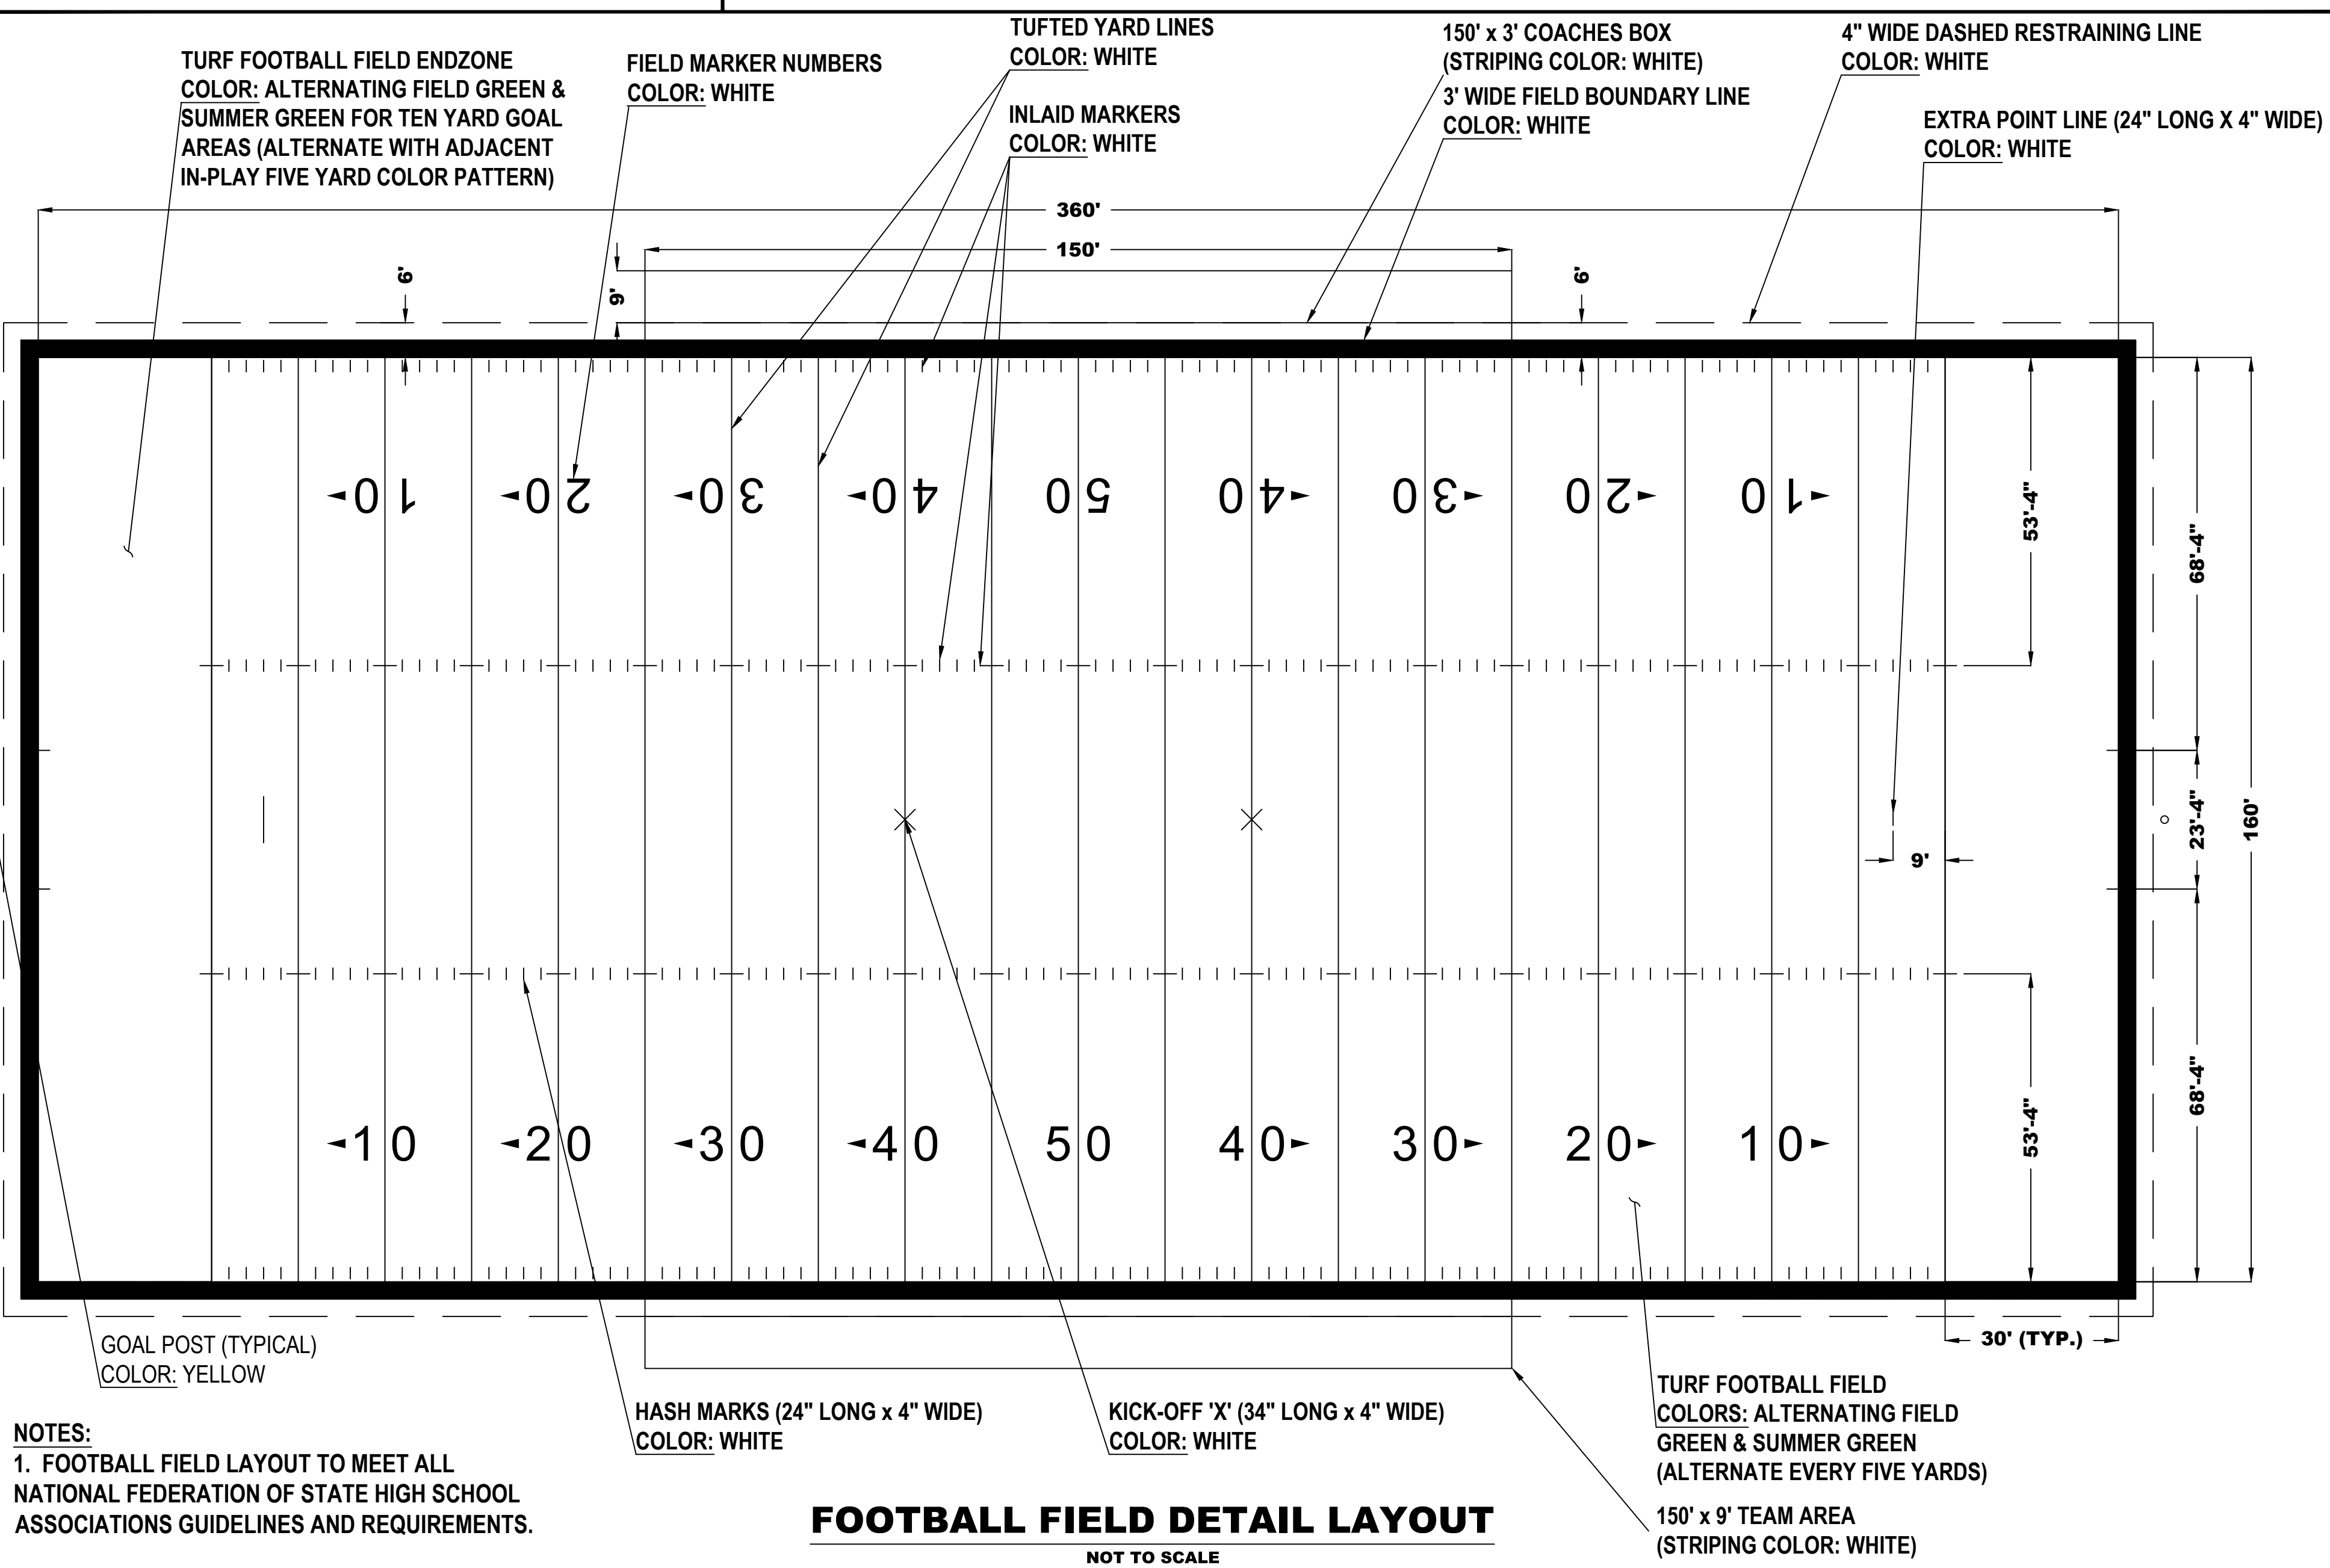 TURF FOOTBALL FIELD ENDZONE
COLOR: ALTERNATING FIELD GREEN &
SUMMER GREEN FOR TEN YARD GOAL
AREAS (ALTERNATE WITH ADJACENT
IN-PLAY FIVE YARD COLOR PATTERN)
FIELD MARKER NUMBERS
COLOR: WHITE
TUFTED YARD LINES
COLOR: WHITE
INLAID MARKERS
COLOR: WHITE
150' x 3' COACHES BOX
(STRIPING COLOR: WHITE)
3' WIDE FIELD BOUNDARY LINE
COLOR: WHITE
4" WIDE DASHED RESTRAINING LINE
COLOR: WHITE
EXTRA POINT LINE (24" LONG X 4" WIDE)
COLOR: WHITE
360'
150'
6'
9'
6'
10 20 30 40 50 40 30 20 10
53'-4"
68'-4"
23'-4"
160'
9'
68'-4"
53'-4"
10 20 30 40 50 40 30 20 10
30' (TYP.)
GOAL POST (TYPICAL)
COLOR: YELLOW
HASH MARKS (24" LONG x 4" WIDE)
COLOR: WHITE
KICK-OFF 'X' (34" LONG x 4" WIDE)
COLOR: WHITE
TURF FOOTBALL FIELD
COLORS: ALTERNATING FIELD
GREEN & SUMMER GREEN
(ALTERNATE EVERY FIVE YARDS)
150' x 9' TEAM AREA
(STRIPING COLOR: WHITE)
NOTES:
1. FOOTBALL FIELD LAYOUT TO MEET ALL
NATIONAL FEDERATION OF STATE HIGH SCHOOL
ASSOCIATIONS GUIDELINES AND REQUIREMENTS.
FOOTBALL FIELD DETAIL LAYOUT
NOT TO SCALE